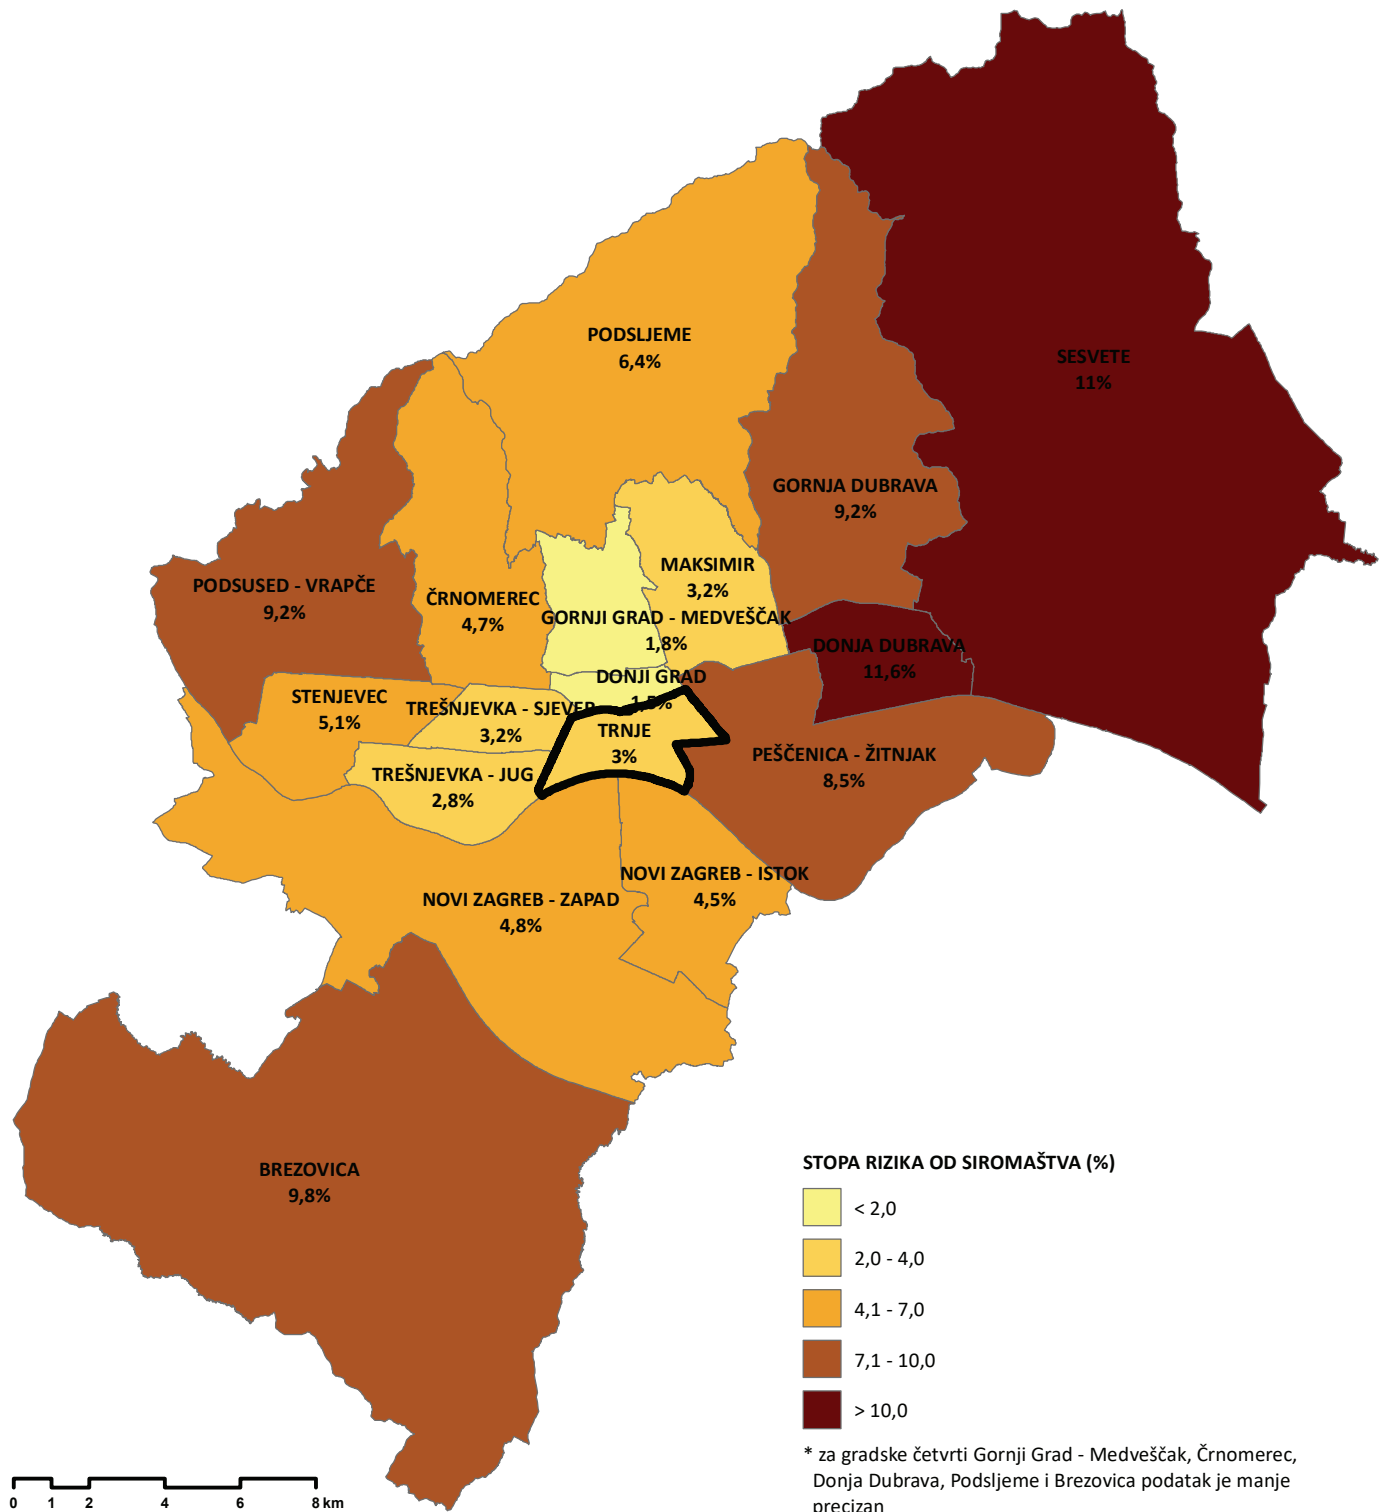 PODSLJEME
6,4%
SESVETE
11%
GORNJA DUBRAVA
9,2%
MAKSIMIR
3,2%
PODSUSED - VRAPČE
9,2%
ČRNOMEREC
4,7%
GORNJI GRAD - MEDVEŠČAK
1,8%
DONJA DUBRAVA
11,6%
DONJI GRAD
STENJEVEC
5,1%
TREŠNJEVKA - SJEVER
3,2%
TRNJE
3%
PEŠČENICA - ŽITNJAK
8,5%
TREŠNJEVKA - JUG
2,8%
NOVI ZAGREB - ISTOK
4,5%
NOVI ZAGREB - ZAPAD
4,8%
BREZOVICA
9,8%
STOPA RIZIKA OD SIROMAŠTVA (%)
< 2,0
2,0 - 4,0
4,1 - 7,0
7,1 - 10,0
> 10,0
* za gradske četvrti Gornji Grad - Medveščak, Črnomerec,
Donja Dubrava, Podsljeme i Brezovica podatak je manje
precizan
0 1 2 4 6 8 km